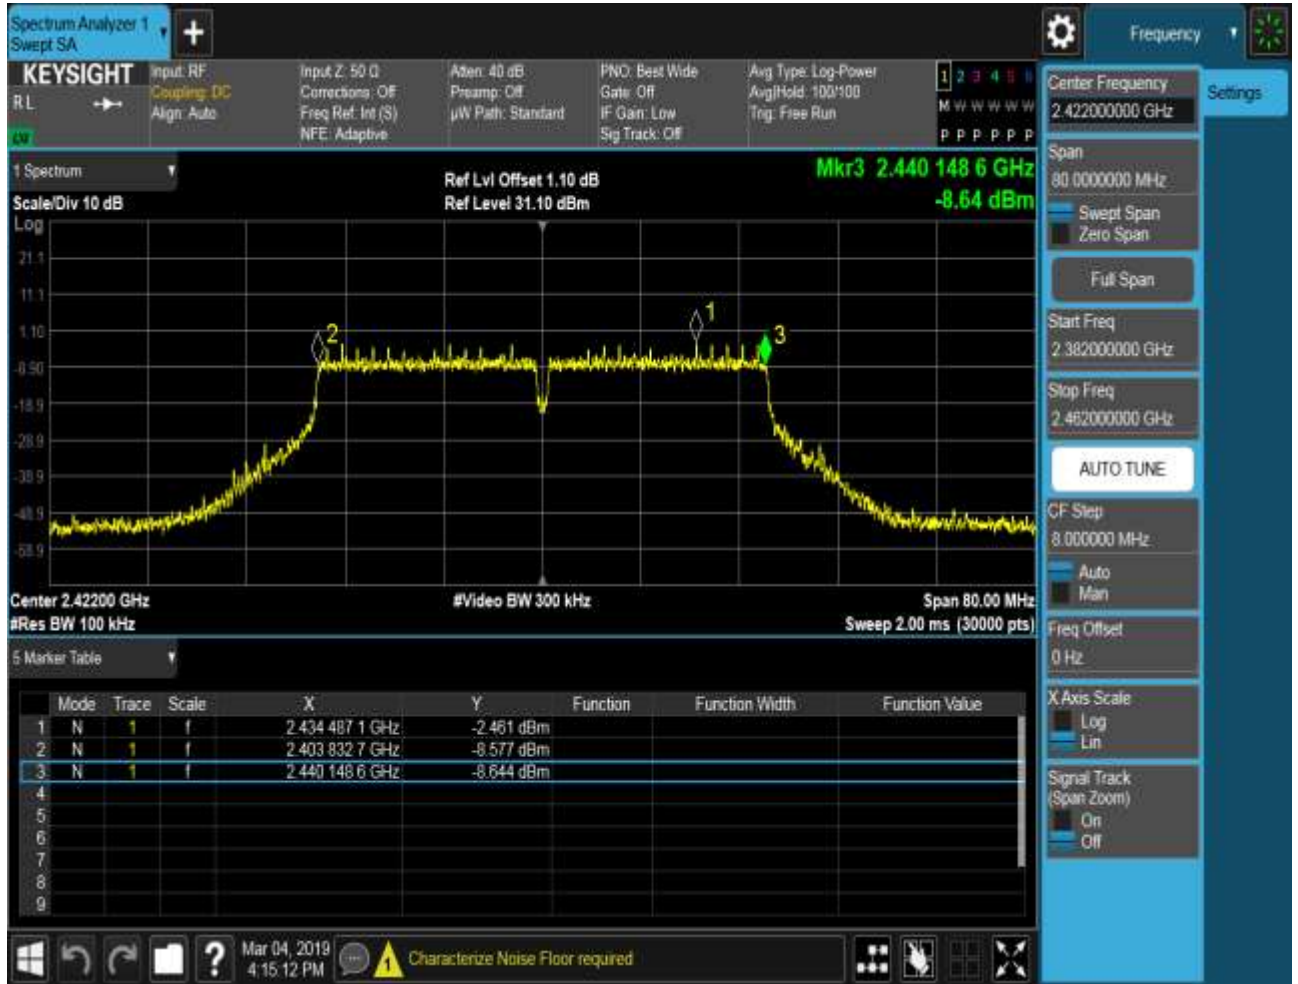 Spectrum Analyzer 1
Swept SA
+
Frequency
KEYSIGHT
RL
Input: RF
Coupling: DC
Align: Auto
Input Z: 50 Ω
Corrections: Off
Freq Ref: Int (S)
NFE: Adaptive
Atten: 40 dB
Preamp: Off
µW Path: Standard
PNO: Best Wide
Gate: Off
IF Gain: Low
Sig Track: Off
Avg Type: Log-Power
Avg|Hold: 100/100
Trig: Free Run
1 2 3 4 5 6
M W W W W W
P P P P P P
1 Spectrum
Scale/Div 10 dB
Ref Lvl Offset 1.10 dB
Ref Level 31.10 dBm
Mkr3 2.440 148 6 GHz
-8.64 dBm
Log
21.1
11.1
1.10
-8.90
-18.9
-28.9
-38.9
-48.9
-58.9
1
2
3
Center 2.42200 GHz
#Res BW 100 kHz
#Video BW 300 kHz
Span 80.00 MHz
Sweep 2.00 ms (30000 pts)
5 Marker Table
Mode Trace Scale X Y Function Function Width Function Value
1 N 1 f 2.434 487 1 GHz -2.461 dBm
2 N 1 f 2.403 832 7 GHz -8.577 dBm
3 N 1 f 2.440 148 6 GHz -8.644 dBm
4
5
6
7
8
9
Mar 04, 2019
4:15:12 PM
?
1
Characterize Noise Floor required
Settings
Center Frequency
2.422000000 GHz
Span
80.0000000 MHz
Swept Span
Zero Span
Full Span
Start Freq
2.382000000 GHz
Stop Freq
2.462000000 GHz
AUTO TUNE
CF Step
8.000000 MHz
Auto
Man
Freq Offset
0 Hz
X Axis Scale
Log
Lin
Signal Track
(Span Zoom)
On
Off